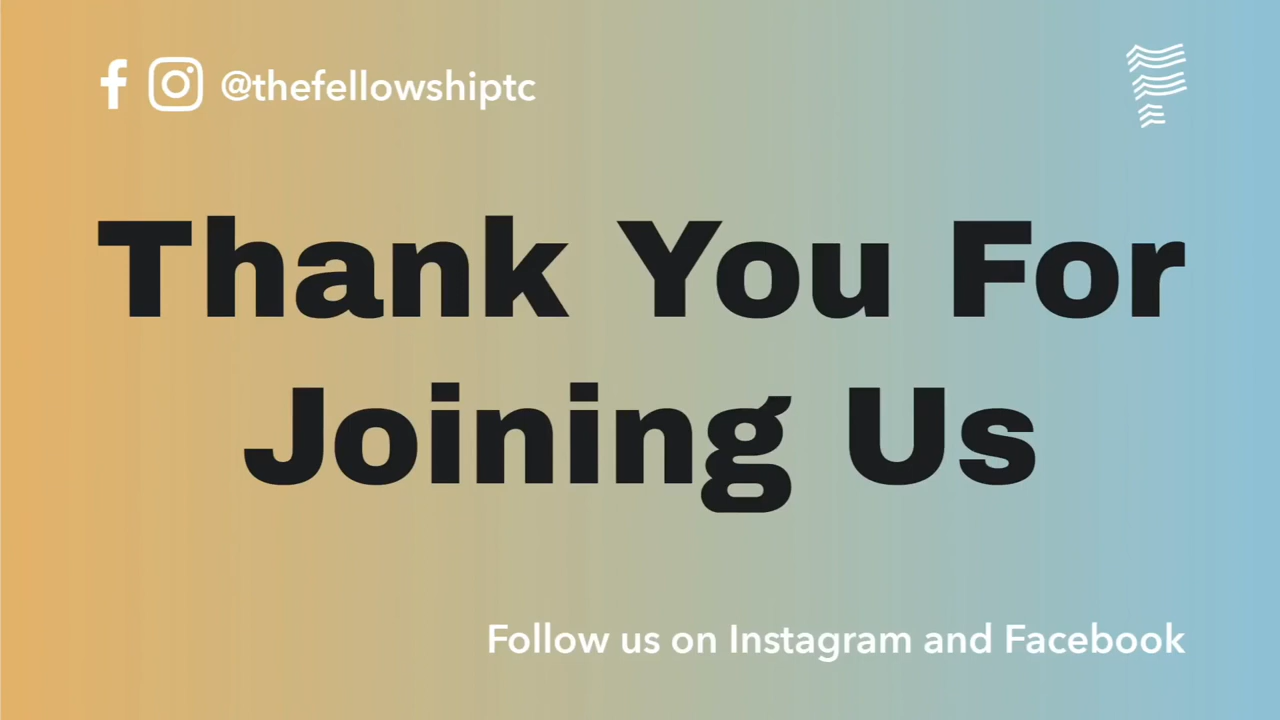 @thefellowshiptc
Thank You For
Joining Us
Follow us on Instagram and Facebook